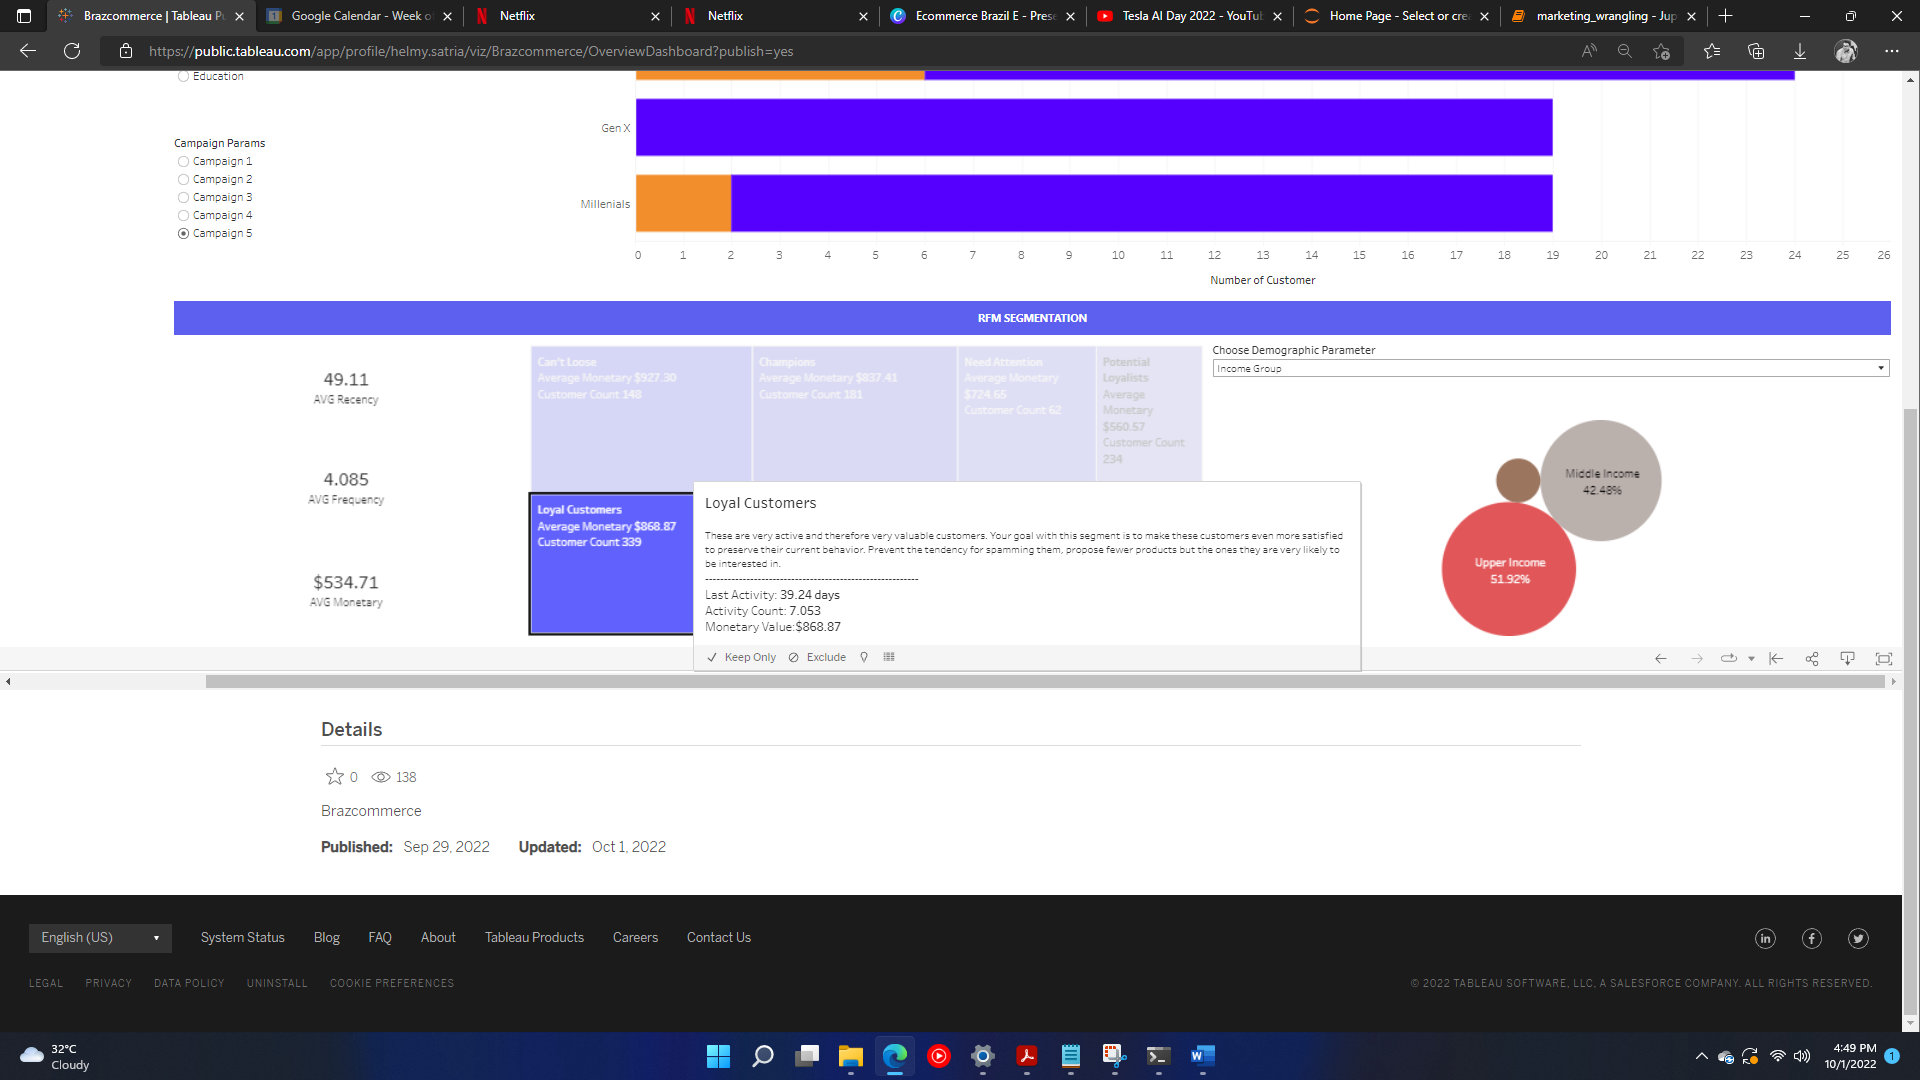 Brazcommerce | Tableau Pu
Google Calendar - Week o
Netflix
Netflix
Ecommerce Brazil E - Prese
Tesla AI Day 2022 - YouTub
Home Page - Select or crea
marketing_wrangling - Jup
https://public.tableau.com/app/profile/helmy.satria/viz/Brazcommerce/OverviewDashboard?publish=yes
Education
Campaign Params
Campaign 1
Campaign 2
Campaign 3
Campaign 4
Campaign 5
Gen X
Millenials
0 1 2 3 4 5 6 7 8 9 10 11 12 13 14 15 16 17 18 19 20 21 22 23 24 25 26
Number of Customer
RFM SEGMENTATION
49.11
AVG Recency
4.085
AVG Frequency
$534.71
AVG Monetary
Can't Loose
Average Monetary $927.30
Customer Count 148
Champions
Average Monetary $837.41
Customer Count 181
Need Attention
Average Monetary
$724.65
Customer Count 62
Potential
Loyalists
Average
Monetary
$560.57
Customer Count
234
Loyal Customers
Average Monetary $868.87
Customer Count 339
Loyal Customers
These are very active and therefore very valuable customers. Your goal with this segment is to make these customers even more satisfied
to preserve their current behavior. Prevent the tendency for spamming them, propose fewer products but the ones they are very likely to
be interested in.
---------------------------------------------------------
Last Activity: 39.24 days
Activity Count: 7.053
Monetary Value:$868.87
Keep Only
Exclude
Choose Demographic Parameter
Income Group
Middle Income
42.48%
Upper Income
51.92%
Details
0 138
Brazcommerce
Published: Sep 29, 2022 Updated: Oct 1, 2022
English (US)
System Status
Blog
FAQ
About
Tableau Products
Careers
Contact Us
LEGAL
PRIVACY
DATA POLICY
UNINSTALL
COOKIE PREFERENCES
© 2022 TABLEAU SOFTWARE, LLC, A SALESFORCE COMPANY. ALL RIGHTS RESERVED.
32°C
Cloudy
4:49 PM
10/1/2022
1